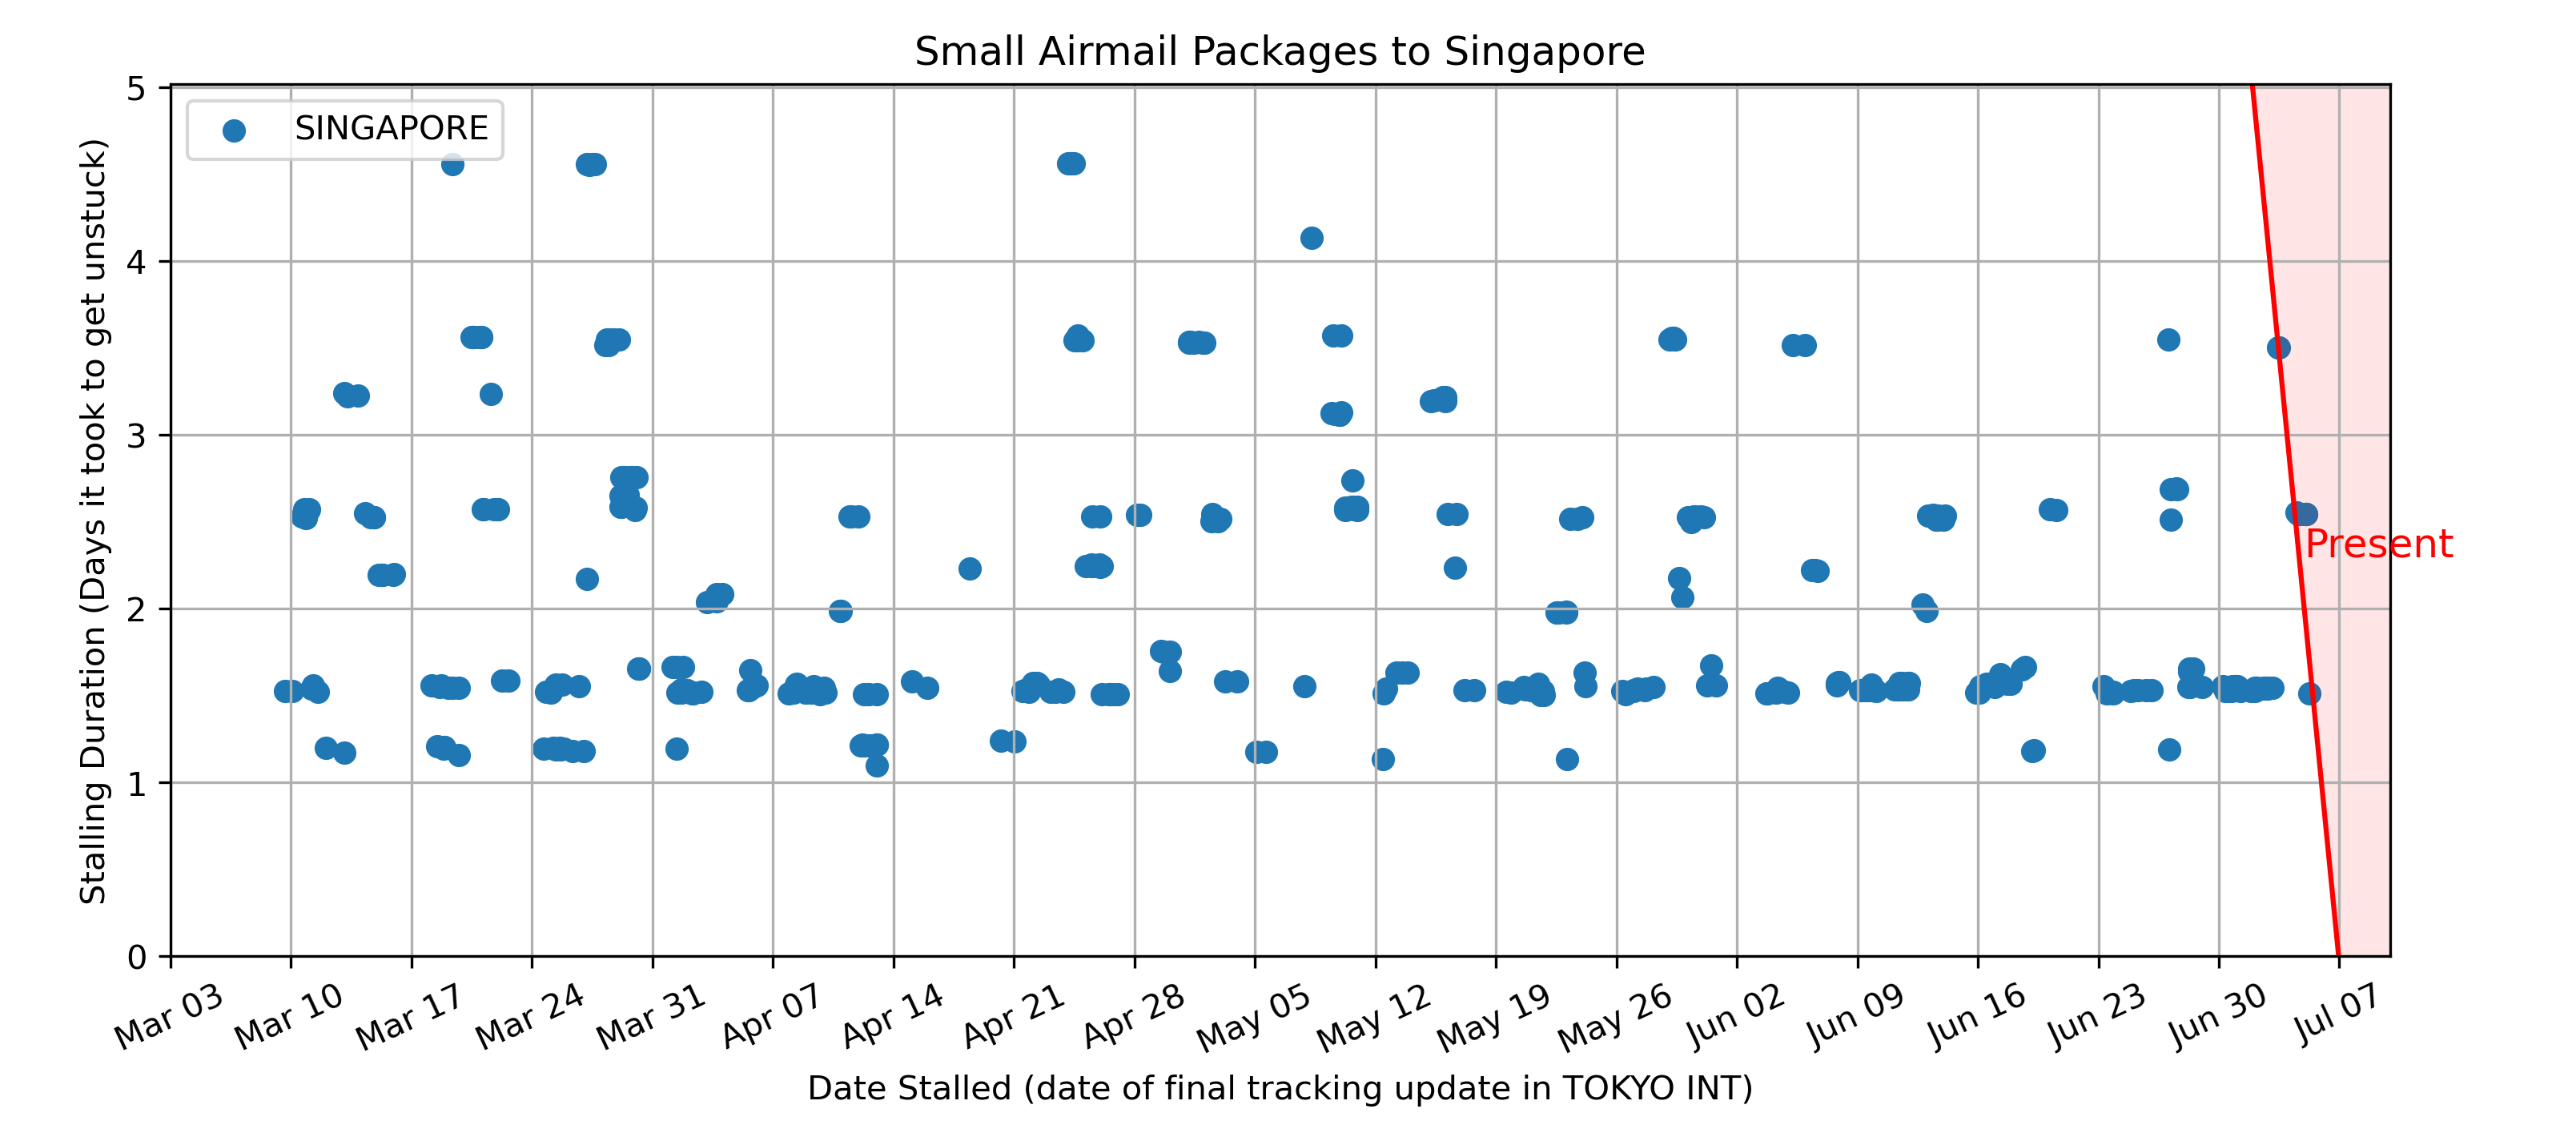 Small Airmail Packages to Singapore
SINGAPORE
Stalling Duration (Days it took to get unstuck)
5
4
3
2
1
0
Present
Mar 03
Mar 10
Mar 17
Mar 24
Mar 31
Apr 07
Apr 14
Apr 21
Apr 28
May 05
May 12
May 19
May 26
Jun 02
Jun 09
Jun 16
Jun 23
Jun 30
Jul 07
Date Stalled (date of final tracking update in TOKYO INT)